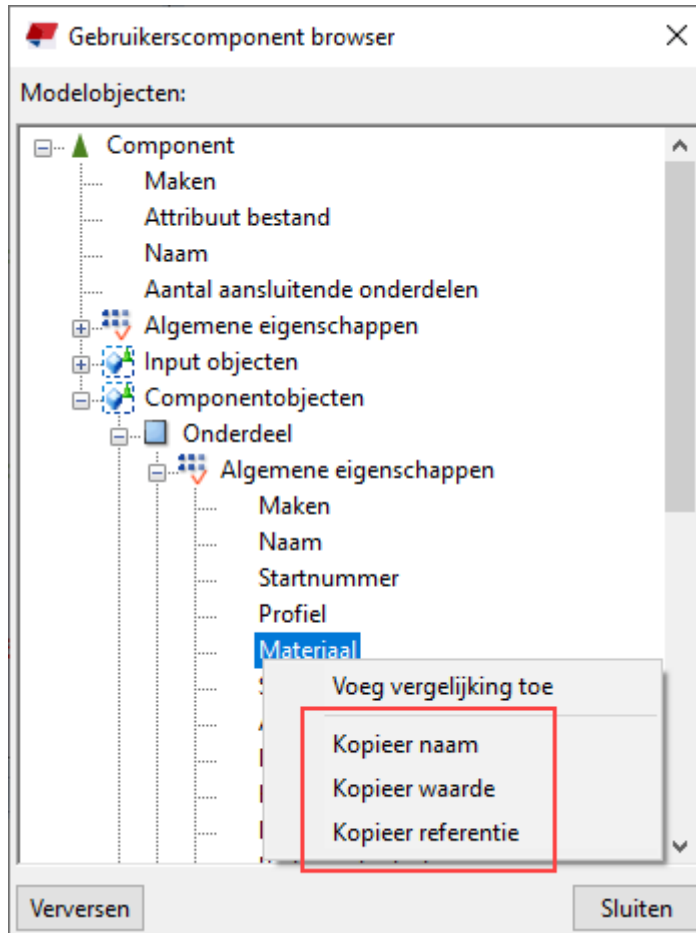 Gebruikerscomponent browser
Modelobjecten:
Component
Maken
Attribuut bestand
Naam
Aantal aansluitende onderdelen
Algemene eigenschappen
Input objecten
Componentobjecten
Onderdeel
Algemene eigenschappen
Maken
Naam
Startnummer
Profiel
Materiaal
Voeg vergelijking toe
Kopieer naam
Kopieer waarde
Kopieer referentie
Verversen
Sluiten